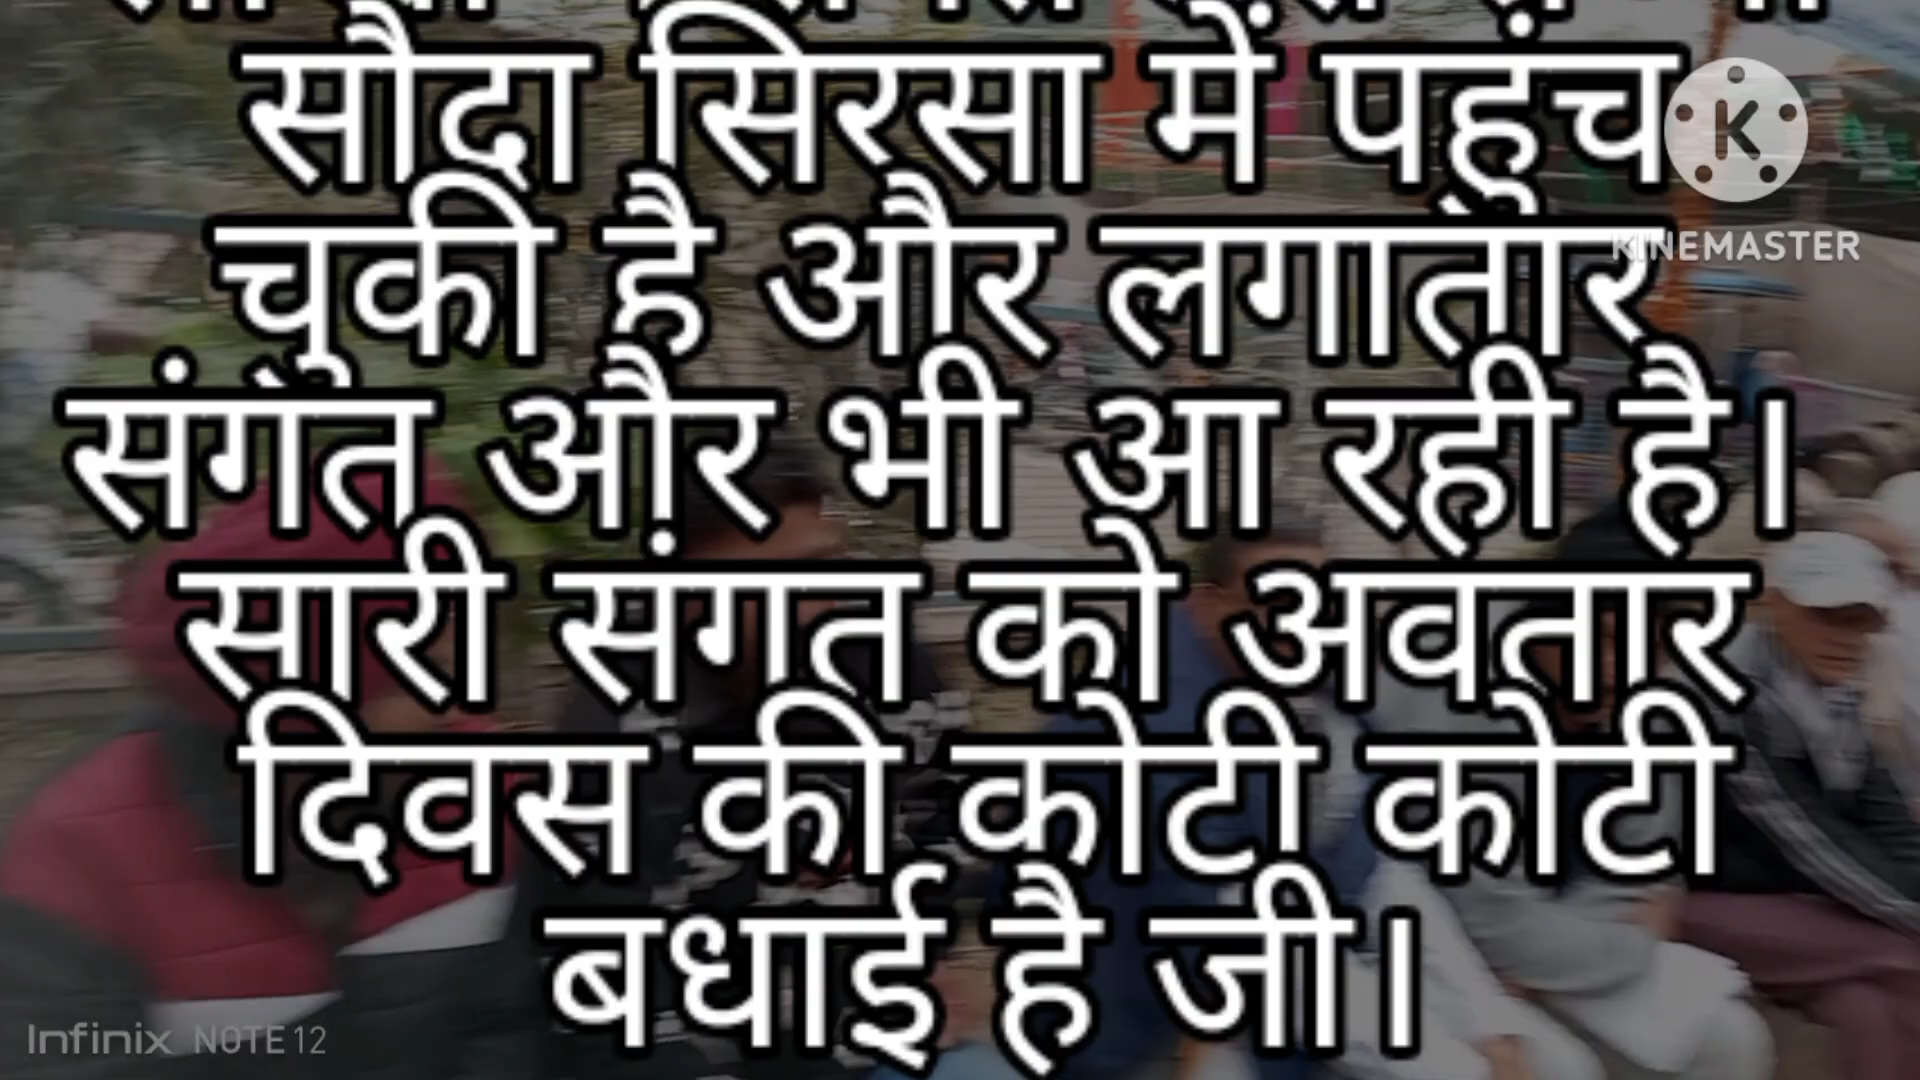 सौदा सिरसा में पहुंच
चुकी है और लगातार
संगत और भी आ रही है।
सारी संगत को अवतार
दिवस की कोटी कोटी
बधाई है जी।
KINEMASTER
Infinix NOTE 12